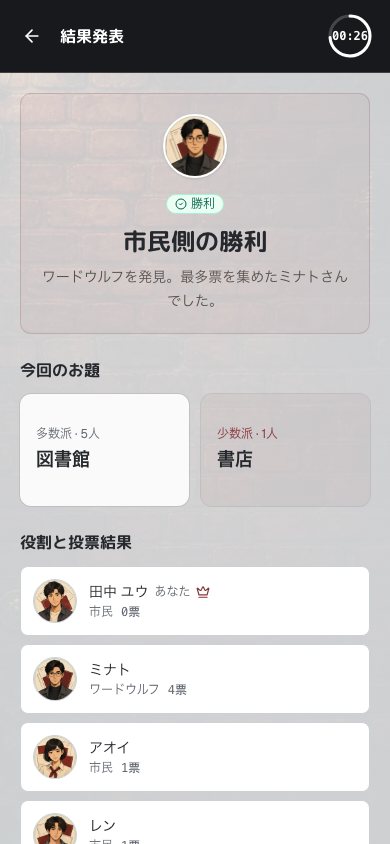 結果発表
00:26
勝利
市民側の勝利
ワードウルフを発見。最多票を集めたミナトさん
でした。
今回のお題
多数派・5人
図書館
少数派・1人
書店
役割と投票結果
田中 ユウ あなた
市民 0票
ミナト
ワードウルフ 4票
アオイ
市民 1票
レン